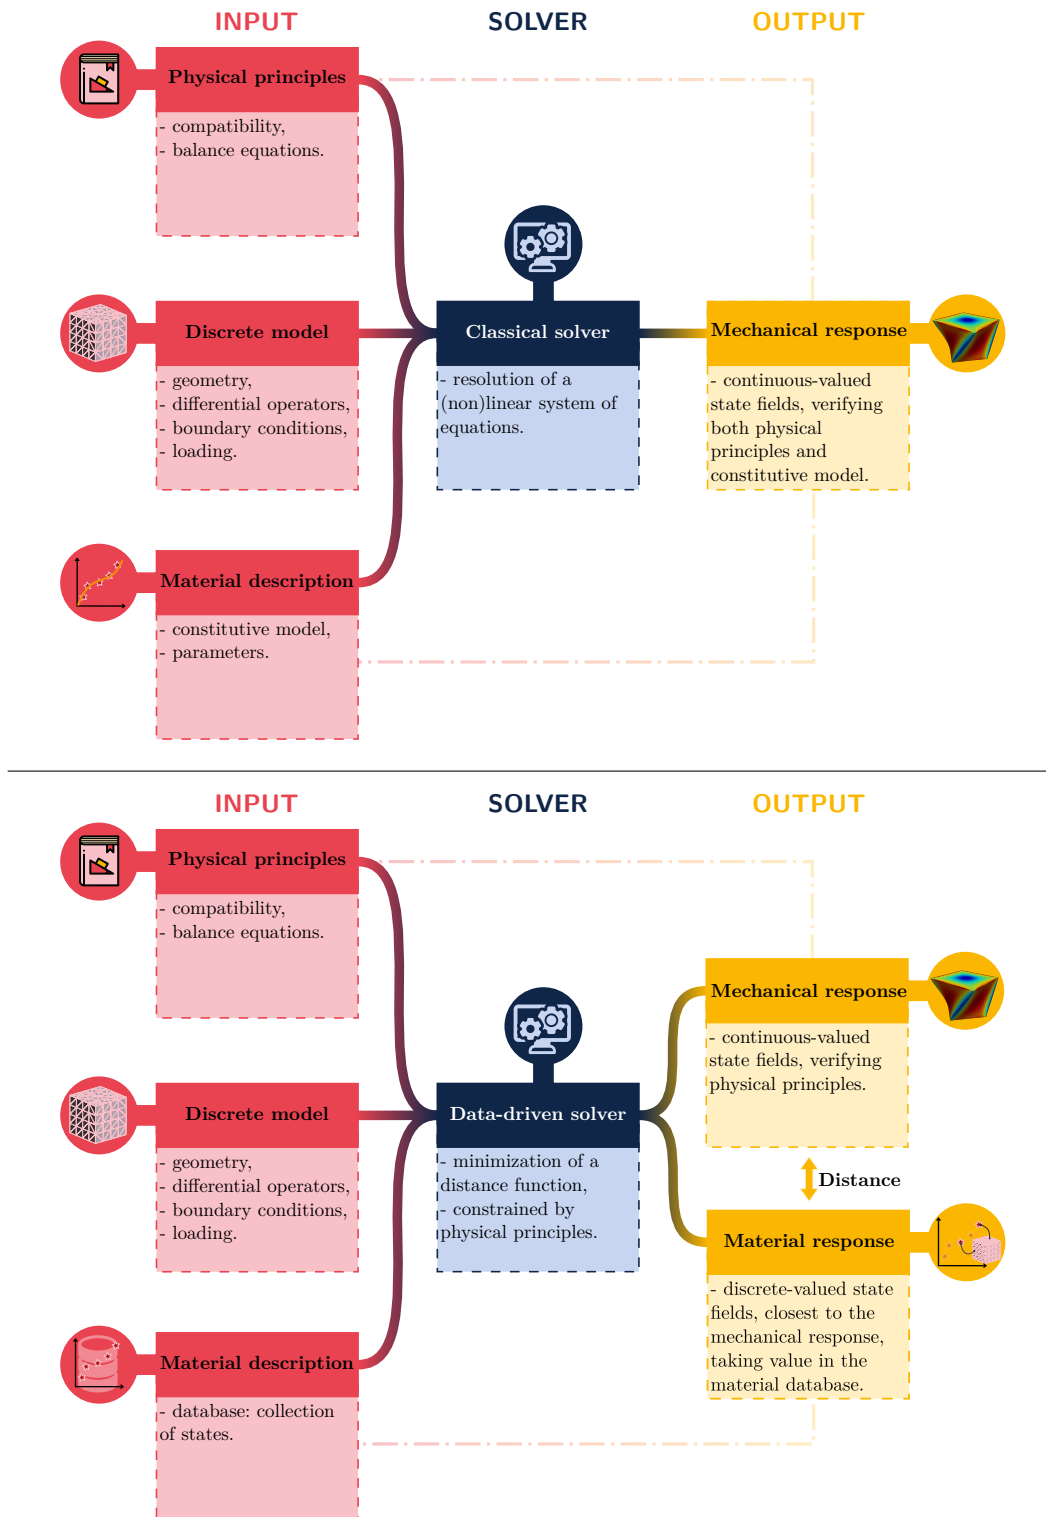 INPUT
SOLVER
OUTPUT
Physical principles
- compatibility,
- balance equations.
Discrete model
- geometry,
- differential operators,
- boundary conditions,
- loading.
Material description
- constitutive model,
- parameters.
Classical solver
- resolution of a
(non)linear system of
equations.
Mechanical response
- continuous-valued
state fields, verifying
both physical
principles and
constitutive model.
INPUT
SOLVER
OUTPUT
Physical principles
- compatibility,
- balance equations.
Discrete model
- geometry,
- differential operators,
- boundary conditions,
- loading.
Material description
- database: collection
of states.
Data-driven solver
- minimization of a
distance function,
- constrained by
physical principles.
Mechanical response
- continuous-valued
state fields, verifying
physical principles.
Distance
Material response
- discrete-valued state
fields, closest to the
mechanical response,
taking value in the
material database.